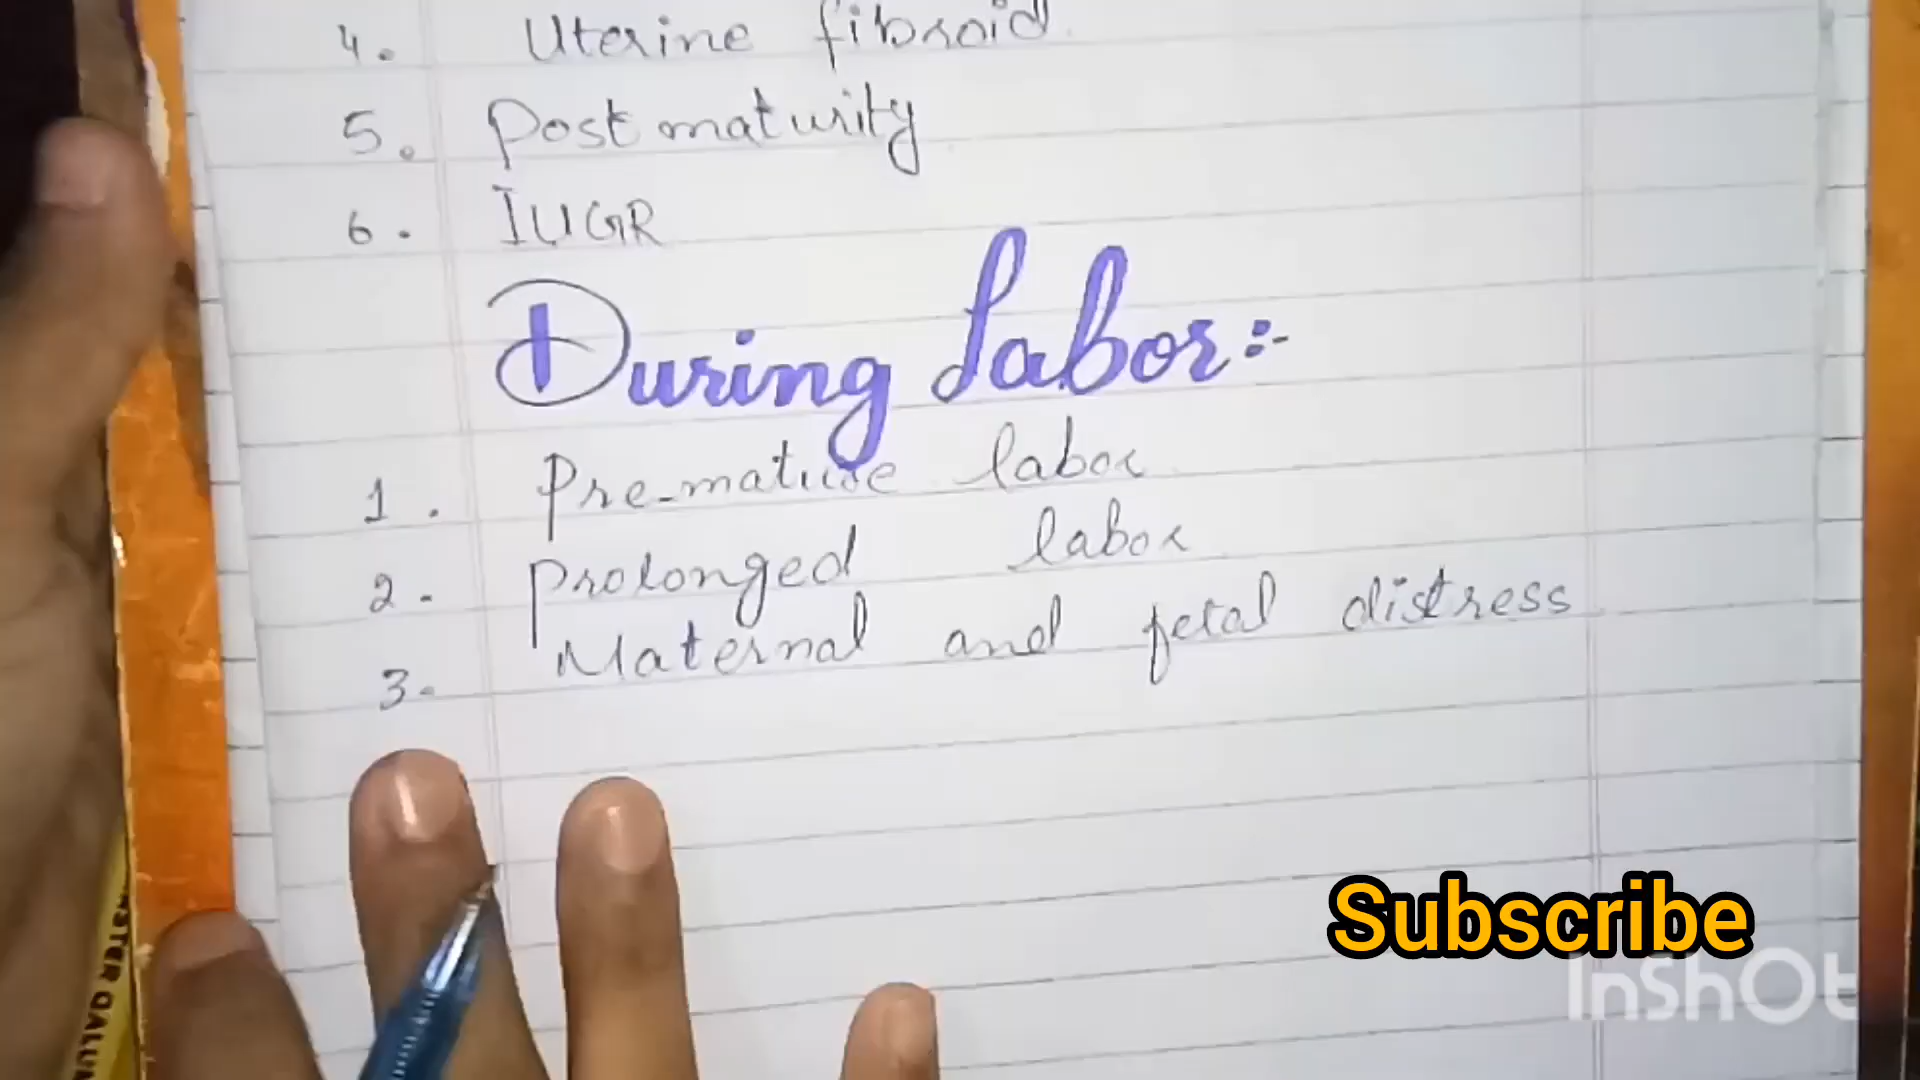 4. Uterine fibroid.
5. Post maturity
6. IUGR
During Labor:-
1. Pre-mature labor
2. Prolonged labor
3. Maternal and fetal distress
Subscribe
InShOt